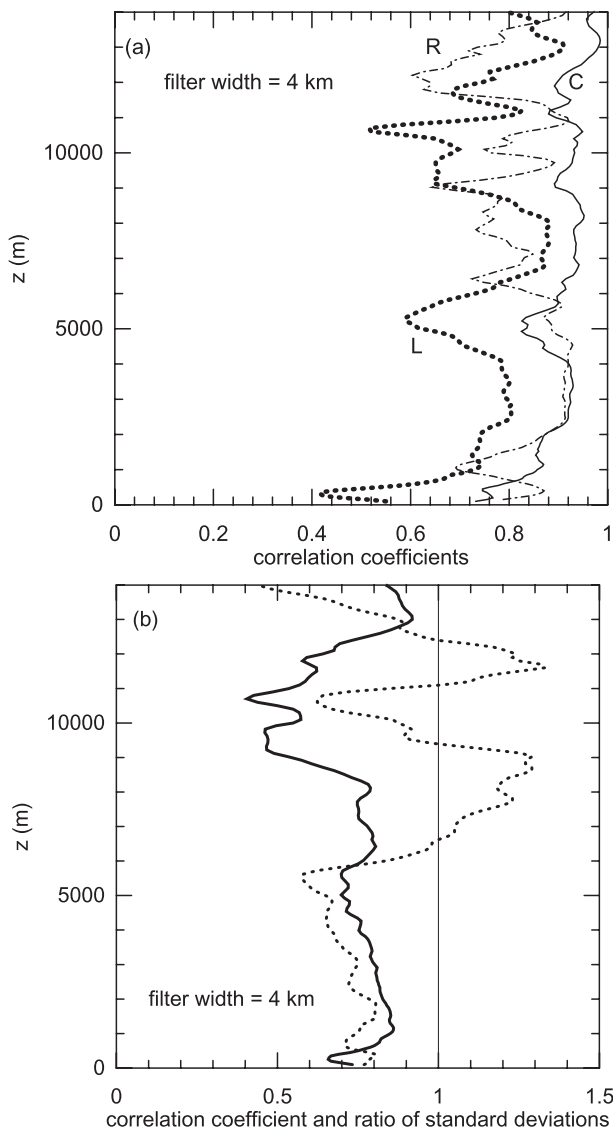 (a)
R
filter width = 4 km
C
10000
z (m)
5000
L
0
0 0.2 0.4 0.6 0.8 1
correlation coefficients
(b)
10000
z (m)
5000
filter width = 4 km
0
0 0.5 1 1.5
correlation coefficient and ratio of standard deviations